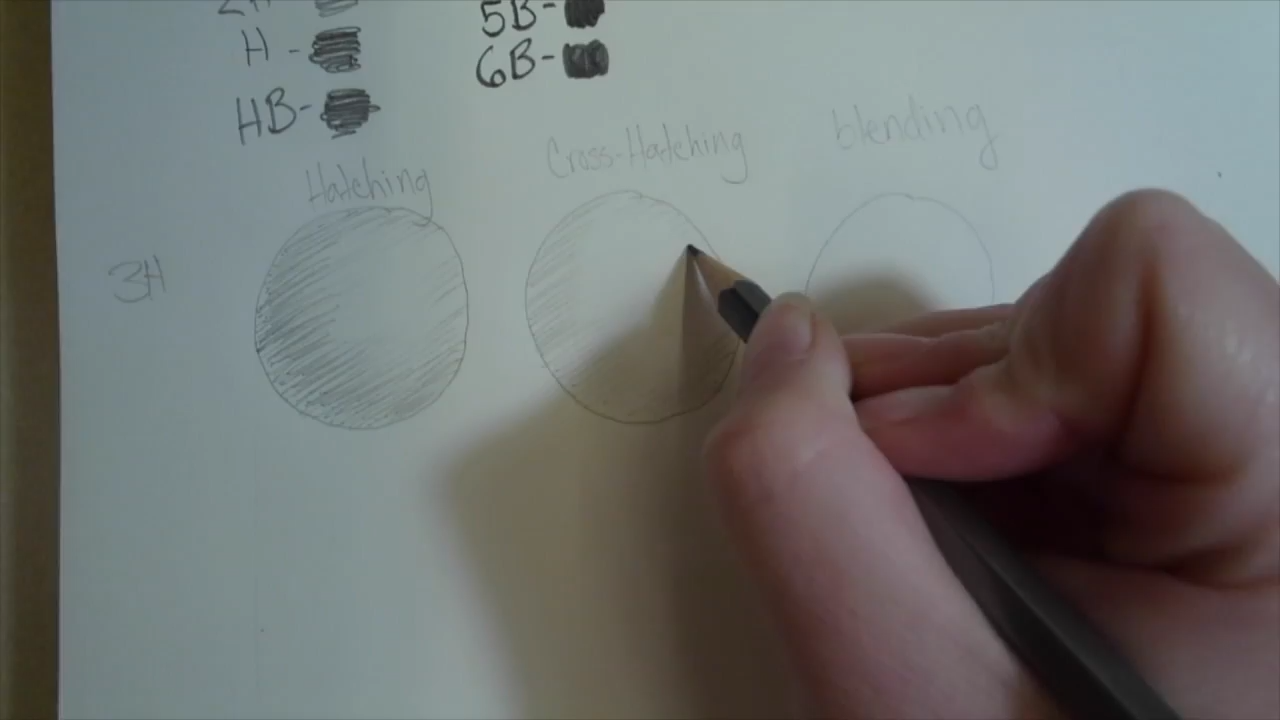 H -
HB-
5B-
6B-
Hatching
Cross-Hatching
blending
3H